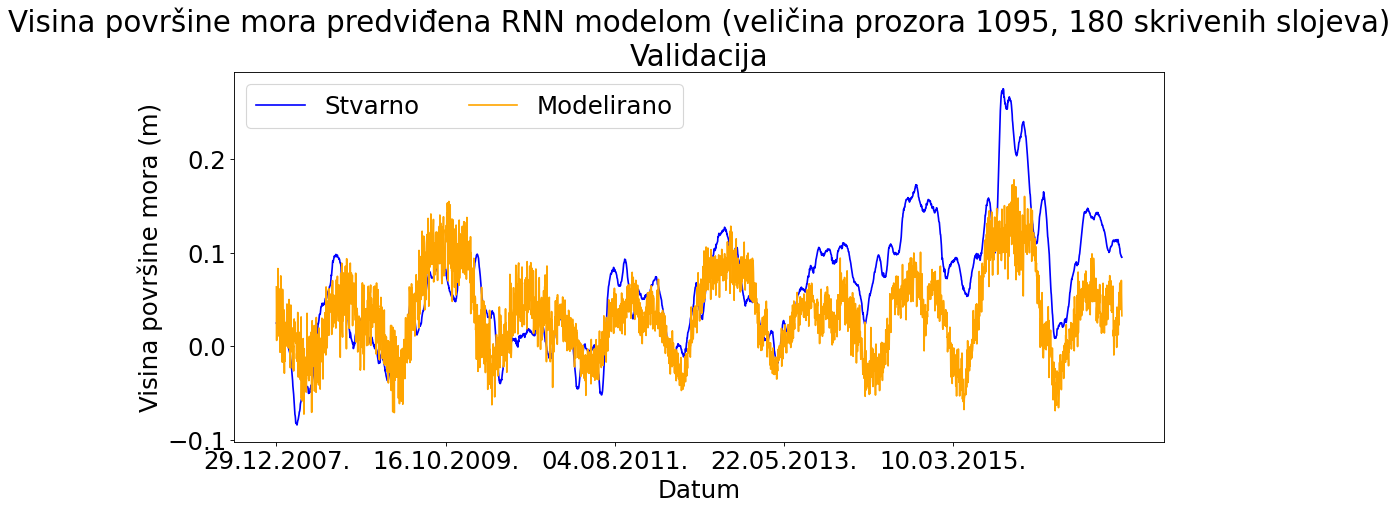 Visina površine mora predviđena RNN modelom (veličina prozora 1095, 180 skrivenih slojeva)
Validacija
Stvarno
Modelirano
Visina površine mora (m)
0.2
0.1
0.0
−0.1
29.12.2007.
16.10.2009.
04.08.2011.
22.05.2013.
10.03.2015.
Datum